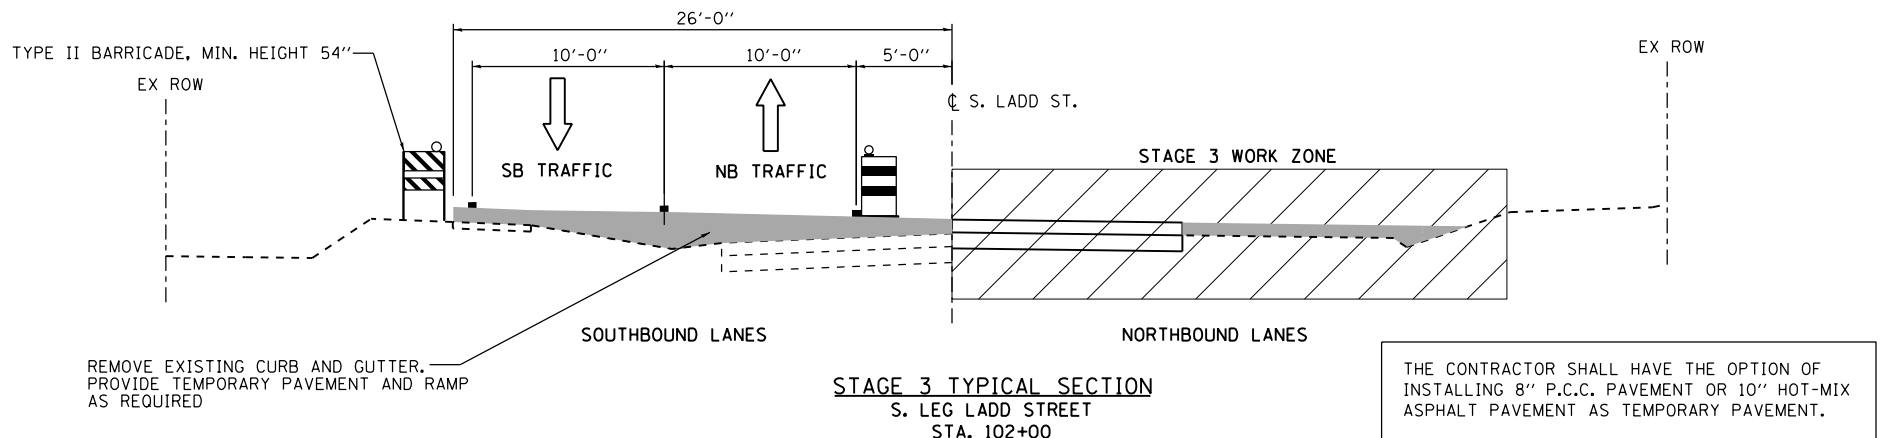 26'-0"
TYPE II BARRICADE, MIN. HEIGHT 54"
10'-0"
10'-0"
5'-0"
EX ROW
EX ROW
℄ S. LADD ST.
SB TRAFFIC
NB TRAFFIC
STAGE 3 WORK ZONE
SOUTHBOUND LANES
NORTHBOUND LANES
REMOVE EXISTING CURB AND GUTTER.
PROVIDE TEMPORARY PAVEMENT AND RAMP
AS REQUIRED
STAGE 3 TYPICAL SECTION
S. LEG LADD STREET
STA. 102+00
THE CONTRACTOR SHALL HAVE THE OPTION OF
INSTALLING 8" P.C.C. PAVEMENT OR 10" HOT-MIX
ASPHALT PAVEMENT AS TEMPORARY PAVEMENT.